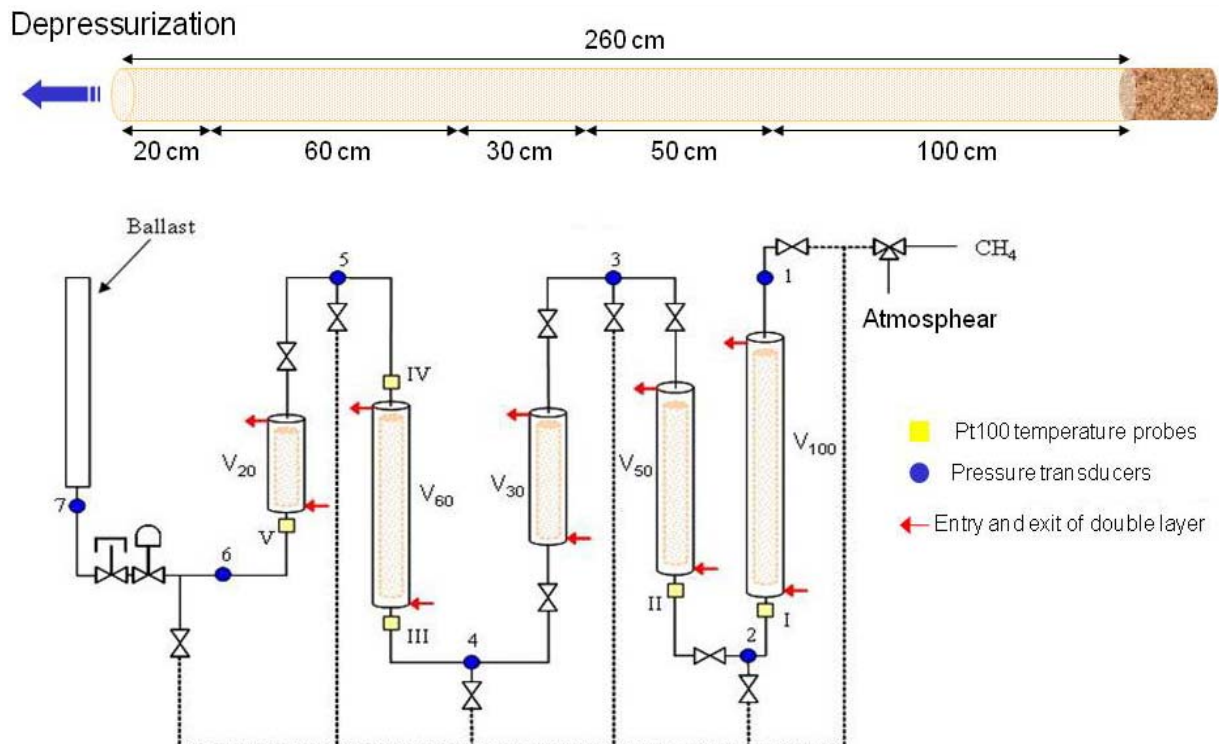 Depressurization
260 cm
20 cm
60 cm
30 cm
50 cm
100 cm
Ballast
5
3
1
CH4
Atmosphear
IV
V20
V60
V30
V50
V100
Pt100 temperature probes
Pressure transducers
Entry and exit of double layer
7
V
6
III
4
II
2
I